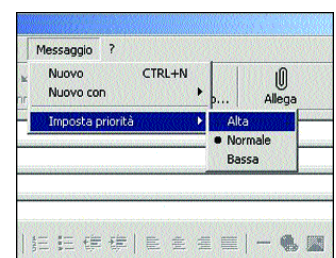 Messaggio ?
Nuovo CTRL+N
Nuovo con
Allega
Imposta priorità
Alta
Normale
Bassa